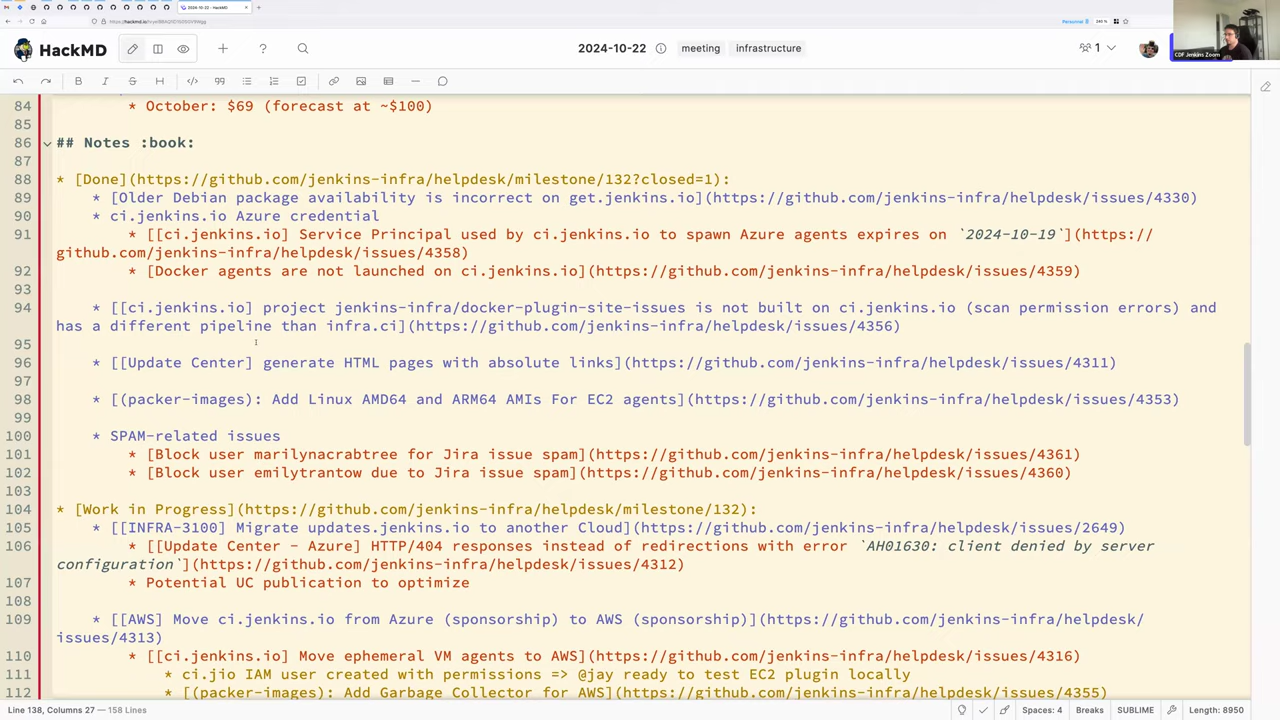 2024-10-22 - HackMD
Personnel
240 %
HackMD
2024-10-22
meeting
infrastructure
1
CDF Jenkins Zoom
84 * October: $69 (forecast at ~$100)
85
86 ## Notes :book:
87
88 * [Done](https://github.com/jenkins-infra/helpdesk/milestone/132?closed=1):
89 * [Older Debian package availability is incorrect on get.jenkins.io](https://github.com/jenkins-infra/helpdesk/issues/4330)
90 * ci.jenkins.io Azure credential
91 * [[ci.jenkins.io] Service Principal used by ci.jenkins.io to spawn Azure agents expires on `2024-10-19`](https://
github.com/jenkins-infra/helpdesk/issues/4358)
92 * [Docker agents are not launched on ci.jenkins.io](https://github.com/jenkins-infra/helpdesk/issues/4359)
93
94 * [[ci.jenkins.io] project jenkins-infra/docker-plugin-site-issues is not built on ci.jenkins.io (scan permission errors) and
has a different pipeline than infra.ci](https://github.com/jenkins-infra/helpdesk/issues/4356)
95
96 * [[Update Center] generate HTML pages with absolute links](https://github.com/jenkins-infra/helpdesk/issues/4311)
97
98 * [(packer-images): Add Linux AMD64 and ARM64 AMIs For EC2 agents](https://github.com/jenkins-infra/helpdesk/issues/4353)
99
100 * SPAM-related issues
101 * [Block user marilynacrabtree for Jira issue spam](https://github.com/jenkins-infra/helpdesk/issues/4361)
102 * [Block user emilytrantow due to Jira issue spam](https://github.com/jenkins-infra/helpdesk/issues/4360)
103
104 * [Work in Progress](https://github.com/jenkins-infra/helpdesk/milestone/132):
105 * [[INFRA-3100] Migrate updates.jenkins.io to another Cloud](https://github.com/jenkins-infra/helpdesk/issues/2649)
106 * [[Update Center - Azure] HTTP/404 responses instead of redirections with error `AH01630: client denied by server
configuration`](https://github.com/jenkins-infra/helpdesk/issues/4312)
107 * Potential UC publication to optimize
108
109 * [[AWS] Move ci.jenkins.io from Azure (sponsorship) to AWS (sponsorship)](https://github.com/jenkins-infra/helpdesk/
issues/4313)
110 * [[ci.jenkins.io] Move ephemeral VM agents to AWS](https://github.com/jenkins-infra/helpdesk/issues/4316)
111 * ci.jio IAM user created with permissions => @jay ready to test EC2 plugin locally
112 * [(packer-images): Add Garbage Collector for AWS](https://github.com/jenkins-infra/helpdesk/issues/4355)
Line 138, Columns 27 — 158 Lines
Spaces: 4
Breaks
SUBLIME
Length: 8950